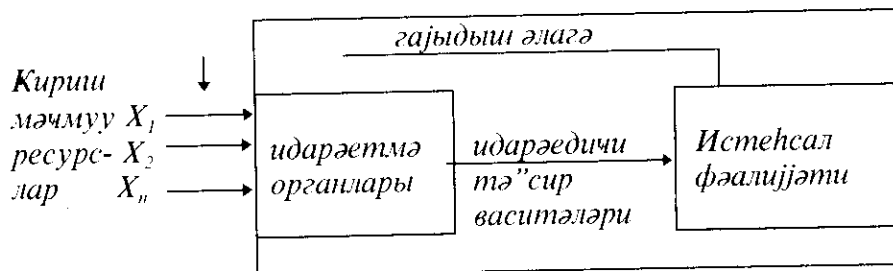 гајыдыш әлагә
Кириш
мәчмуу X₁
ресурс- X₂
лар Xₙ
идарәетмә
органлары
идарәедичи
тә”сир
васитәләри
Истеһсал
фәалијјәти